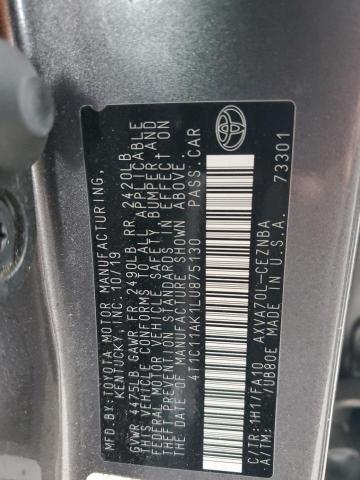 MFD.BY:TOYOTA MOTOR MANUFACTURING,
KENTUCKY, INC. 10/19
GVWR 4475LB GAWR FR 2490LB RR 2420LB
THIS VEHICLE CONFORMS TO ALL APPLICABLE
FEDERAL MOTOR VEHICLE SAFETY, BUMPER AND
THEFT PREVENTION STANDARDS IN EFFECT ON
THE DATE OF MANUFACTURE SHOWN ABOVE.
4T1C11AK1LU875130 PASS.CAR
C/TR:1H1/FA10 AXVA70L-CEZNBA
A/TM: /UB80E MADE IN U.S.A. 73301
TOYOTA